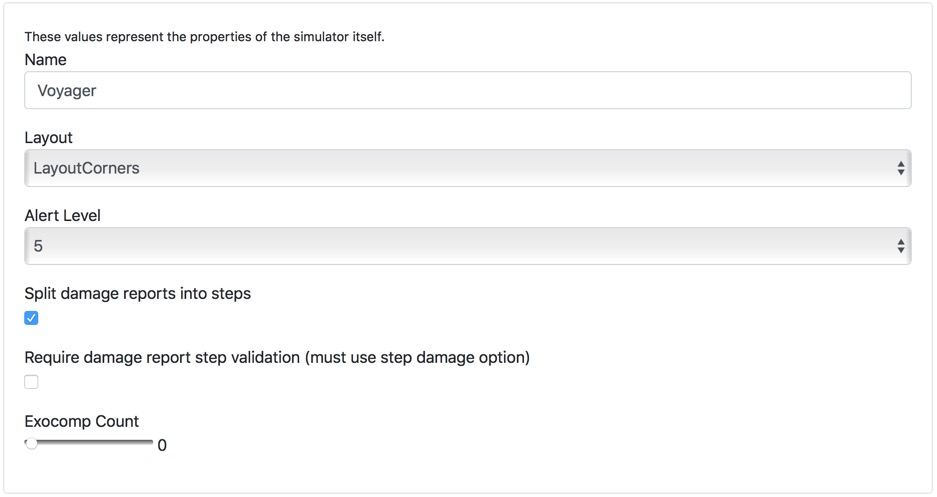 These values represent the properties of the simulator itself.
Name
Voyager
Layout
LayoutCorners
Alert Level
5
Split damage reports into steps
Require damage report step validation (must use step damage option)
Exocomp Count
0